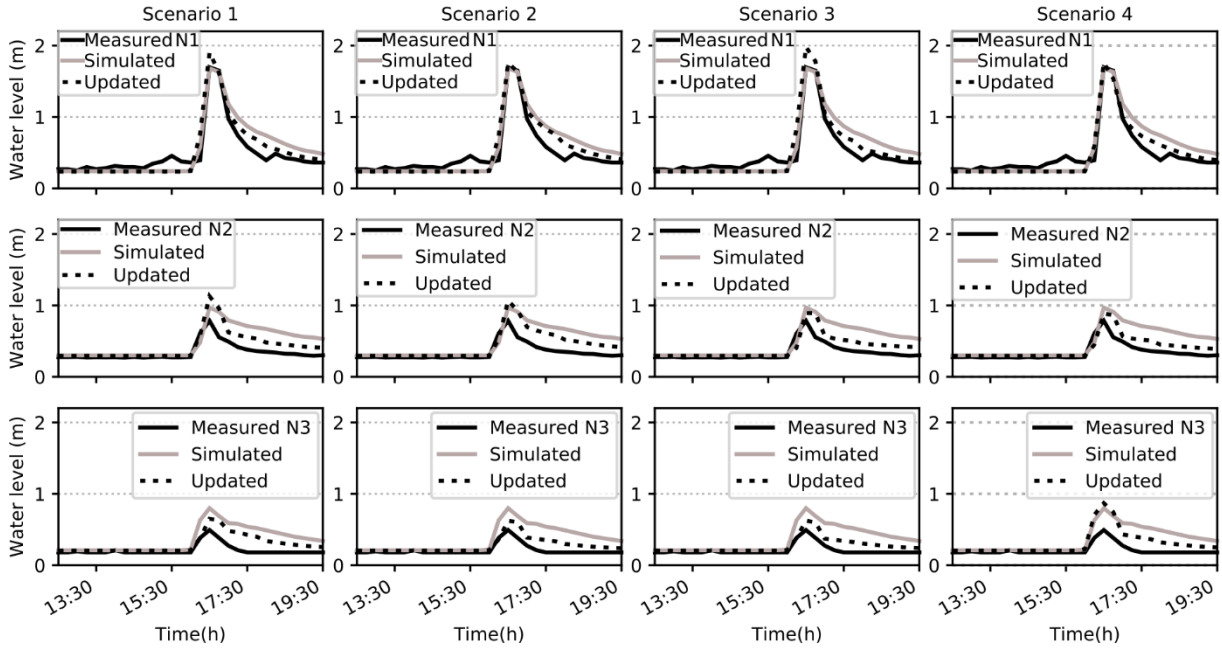 Scenario 1
Scenario 2
Scenario 3
Scenario 4
Water level (m)
2
1
0
Measured N1
Simulated
Updated
Measured N1
Simulated
Updated
Measured N1
Simulated
Updated
Measured N1
Simulated
Updated
Water level (m)
2
1
0
Measured N2
Simulated
Updated
Measured N2
Simulated
Updated
Measured N2
Simulated
Updated
Measured N2
Simulated
Updated
Water level (m)
2
1
0
Measured N3
Simulated
Updated
Measured N3
Simulated
Updated
Measured N3
Simulated
Updated
Measured N3
Simulated
Updated
13:30 15:30 17:30 19:30
13:30 15:30 17:30 19:30
13:30 15:30 17:30 19:30
13:30 15:30 17:30 19:30
Time(h)
Time(h)
Time(h)
Time(h)